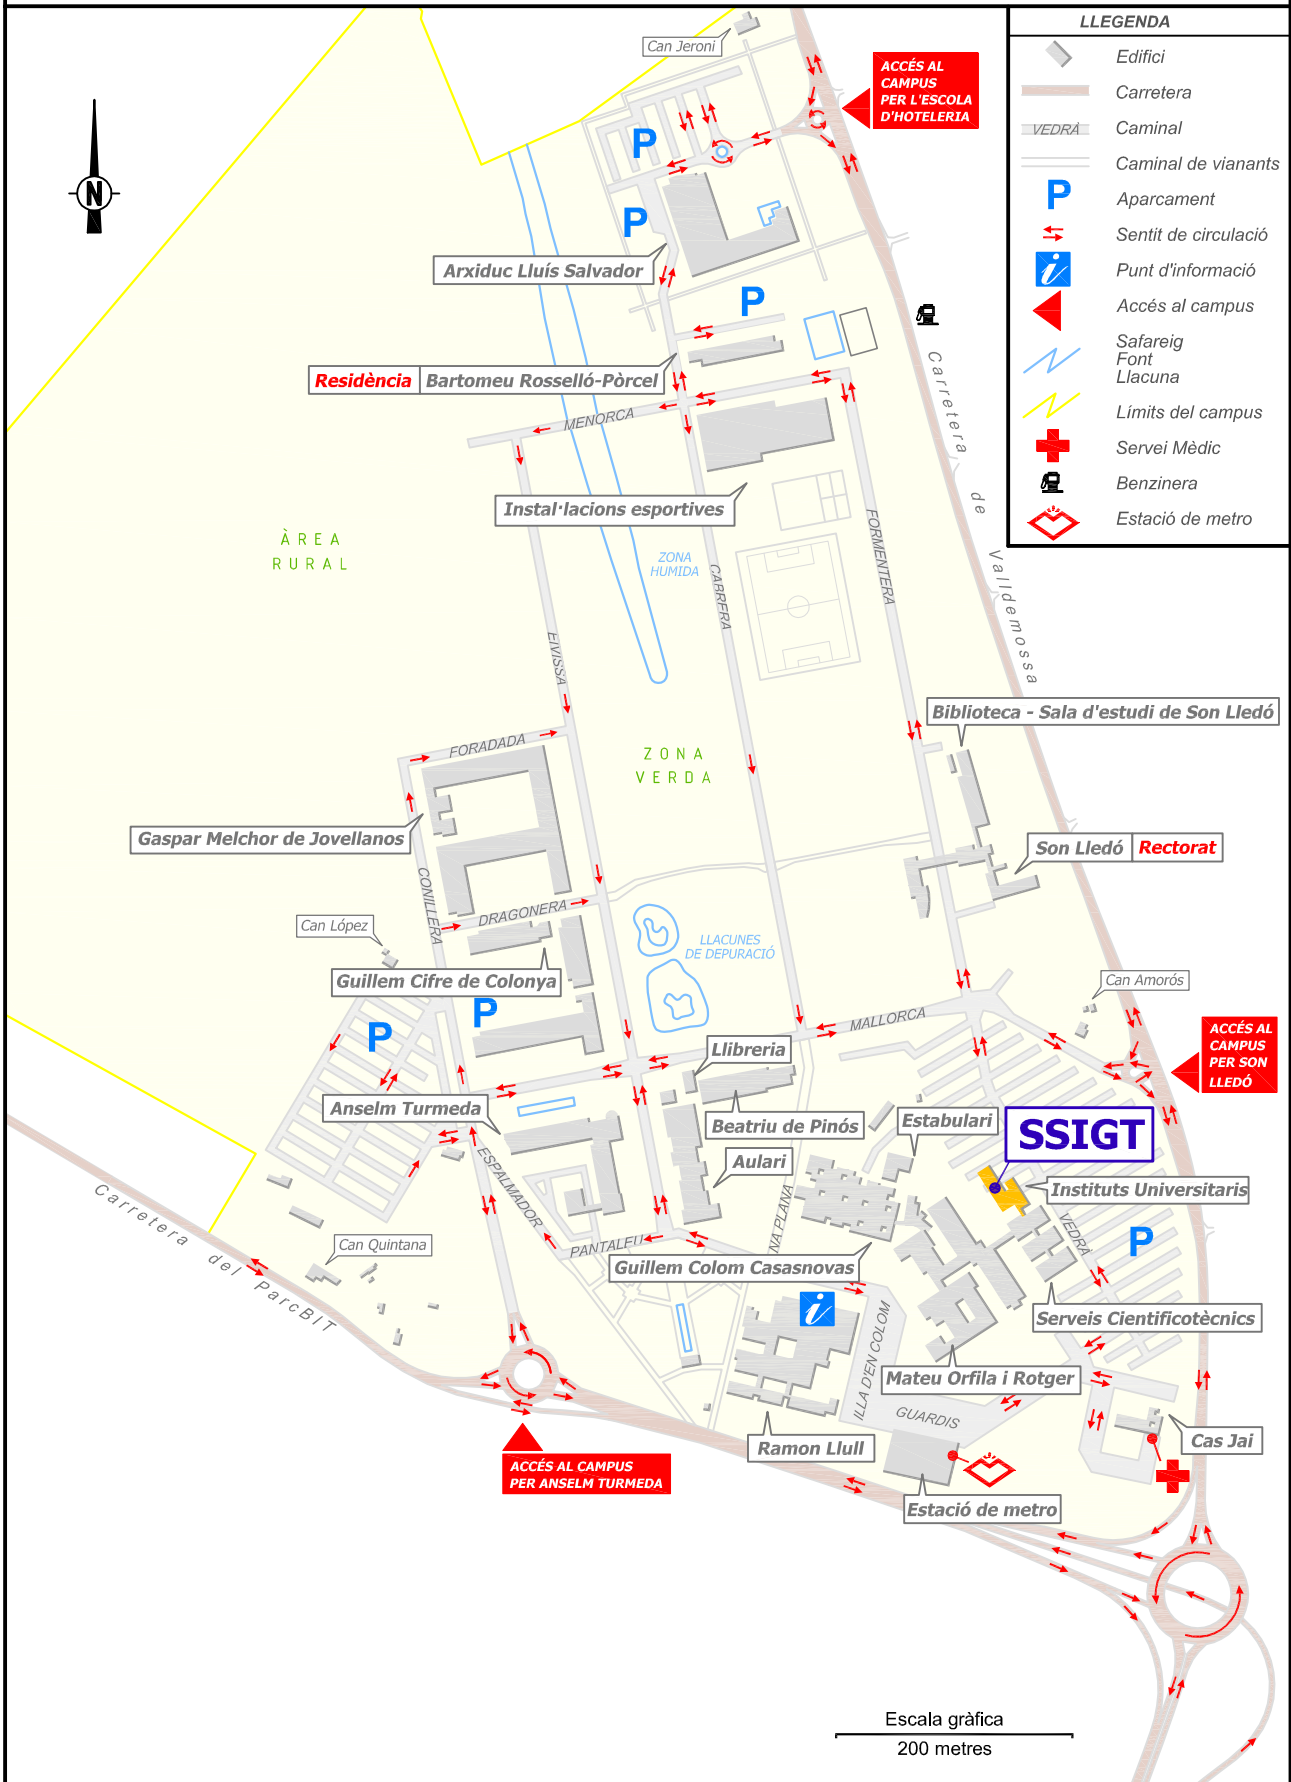 LLEGENDA
Edifici
Carretera
VEDRÀ
Caminal
Caminal de vianants
P
Aparcament
Sentit de circulació
i
Punt d'informació
Accés al campus
Safareig
Font
Llacuna
Límits del campus
Servei Mèdic
Benzinera
Estació de metro
Can Jeroni
ACCÉS AL
CAMPUS
PER L'ESCOLA
D'HOTELERIA
N
P
P
Arxiduc Lluís Salvador
P
Carretera de Valldemossa
Residència Bartomeu Rosselló-Pòrcel
MENORCA
Instal·lacions esportives
ÀREA
RURAL
ZONA
HUMIDA
FORMENTERA
CABRERA
EIVISSA
Biblioteca - Sala d'estudi de Son Lledó
FORADADA
ZONA
VERDA
Gaspar Melchor de Jovellanos
Son Lledó Rectorat
CONILLERA
DRAGONERA
Can López
LLACUNES
DE DEPURACIÓ
Guillem Cifre de Colonya
Can Amorós
P
P
MALLORCA
ACCÉS AL
CAMPUS
PER SON
LLEDÓ
Llibreria
Anselm Turmeda
Beatriu de Pinós
Estabulari
SSIGT
Aulari
ESPALMADOR
Instituts Universitaris
NA PLANA
VEDRÀ
P
Carretera del ParcBIT
Can Quintana
PANTALEU
Guillem Colom Casasnovas
i
Serveis Cientificotècnics
ILLA D'EN COLOM
Mateu Orfila i Rotger
GUARDIS
Ramon Llull
Cas Jai
ACCÉS AL CAMPUS
PER ANSELM TURMEDA
Estació de metro
Escala gràfica
200 metres